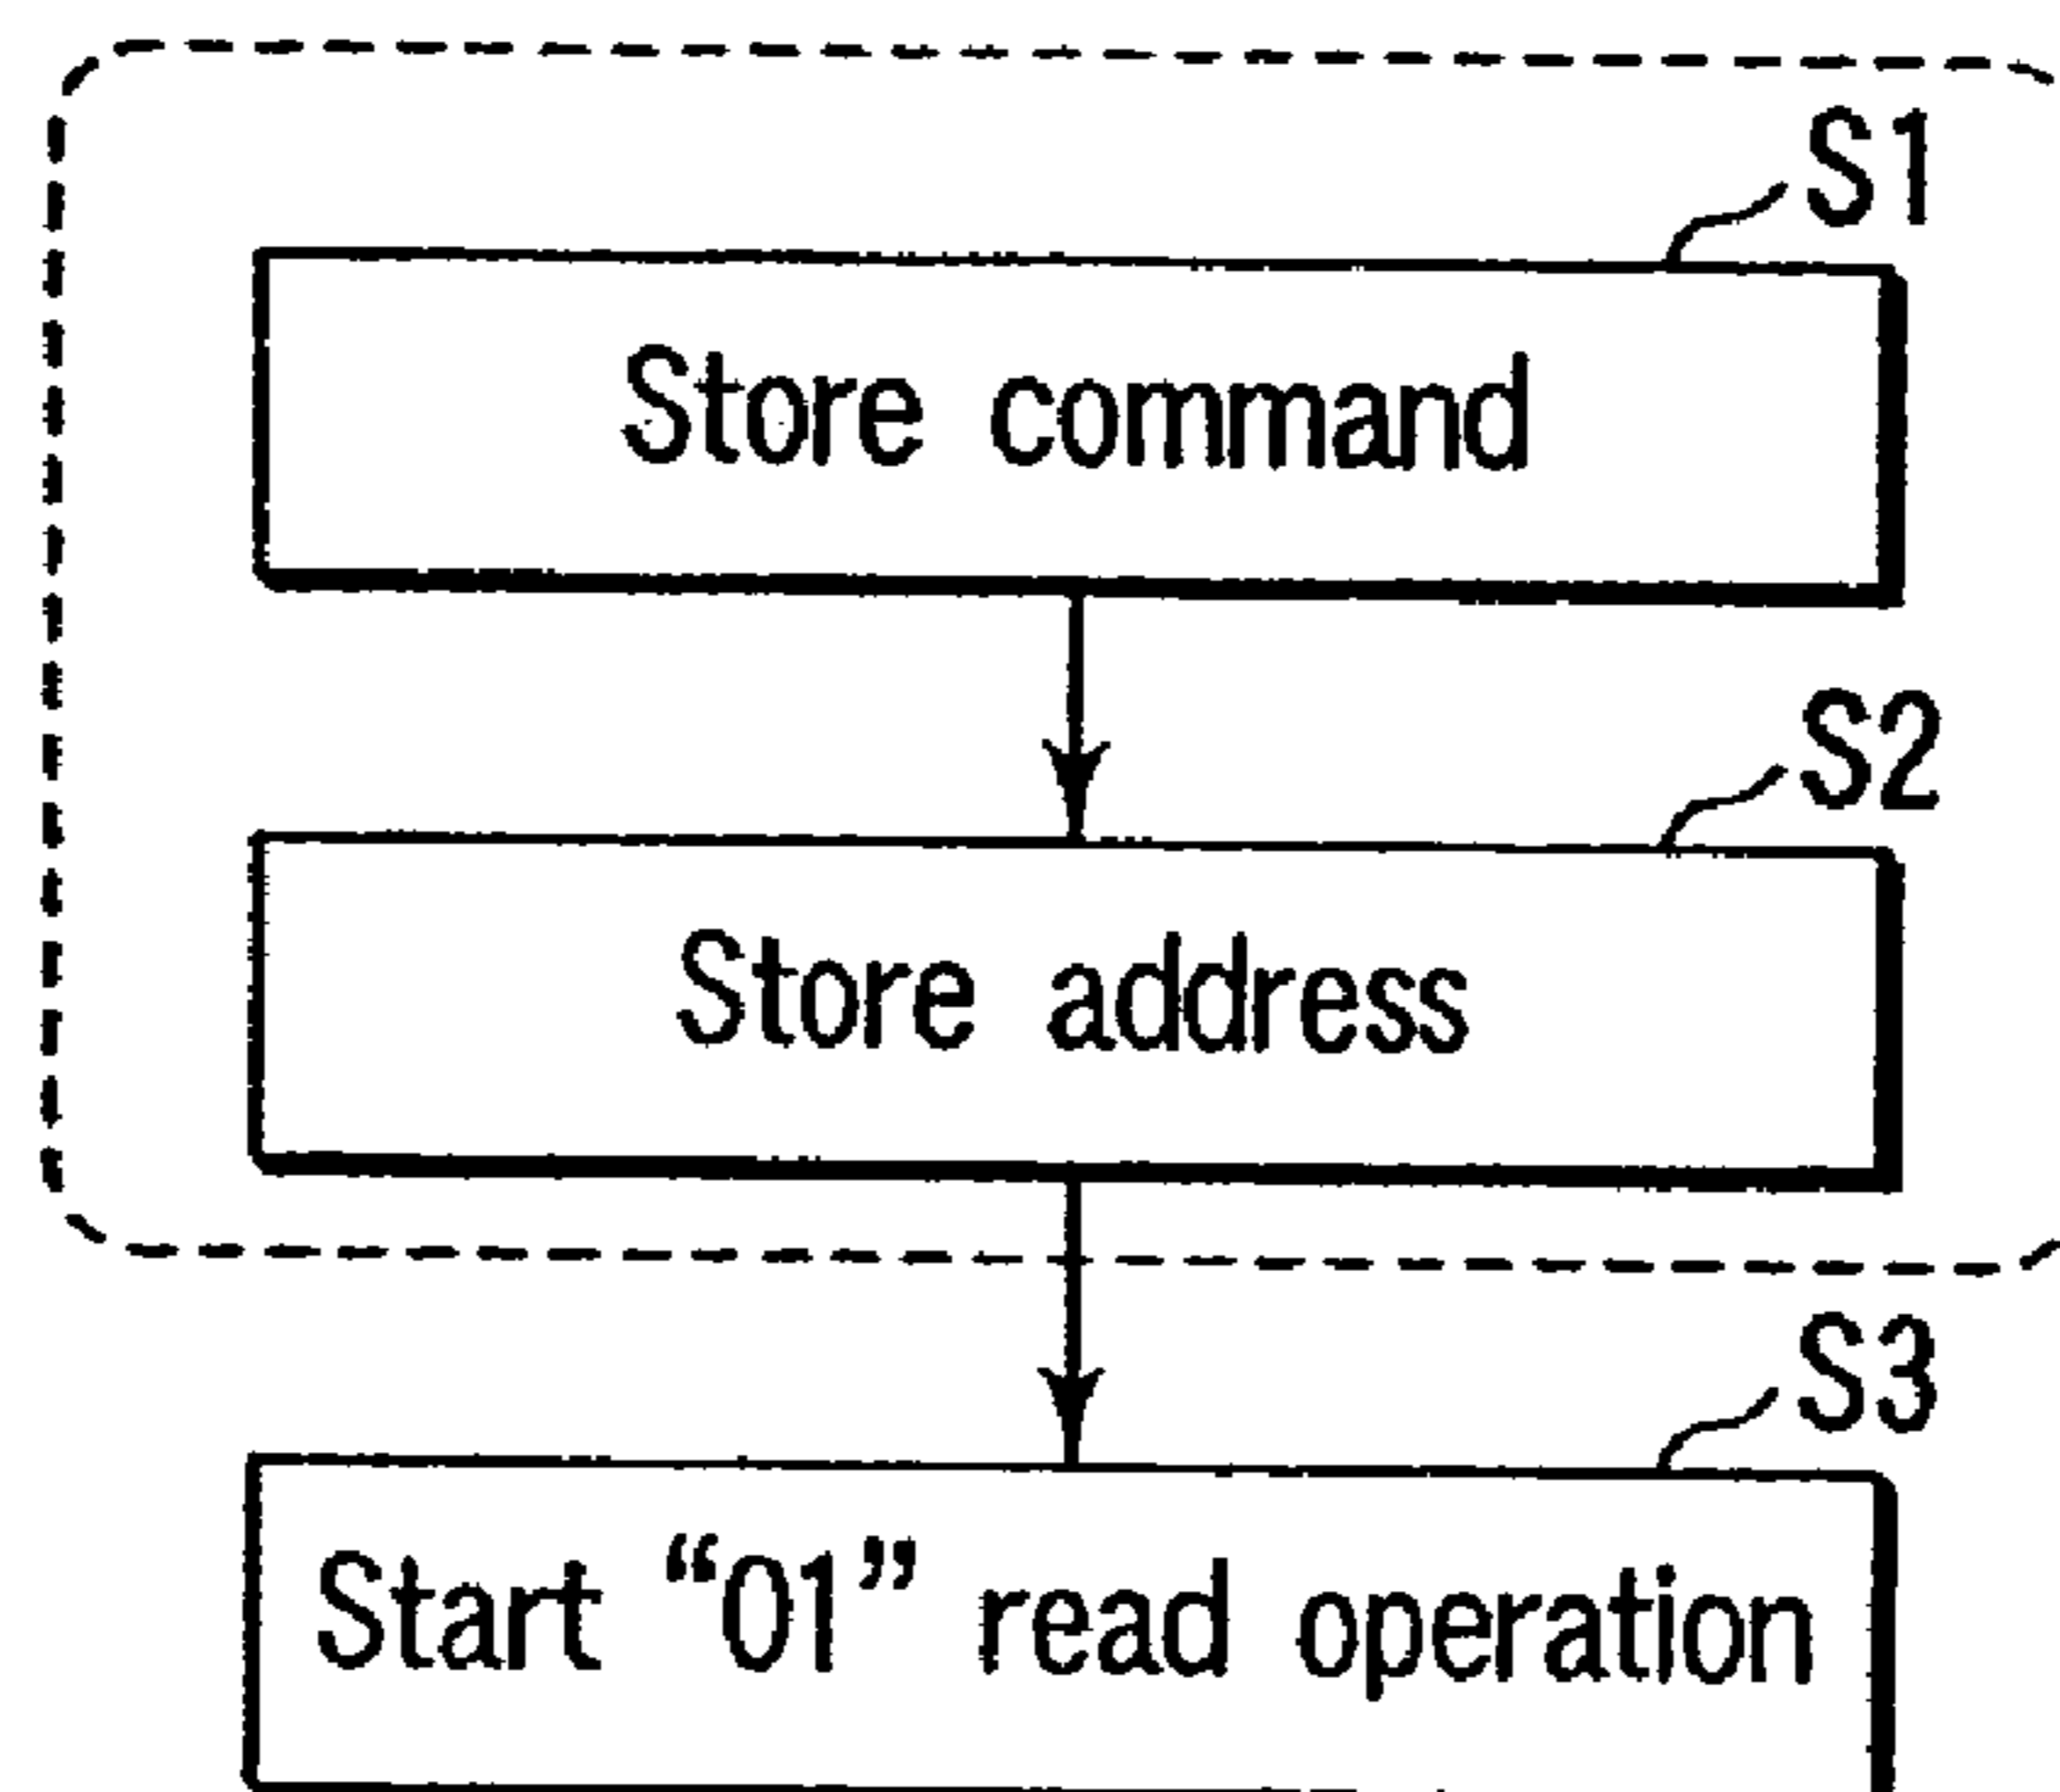 S1
Store command
S2
Store address
S3
Start “01” read operation